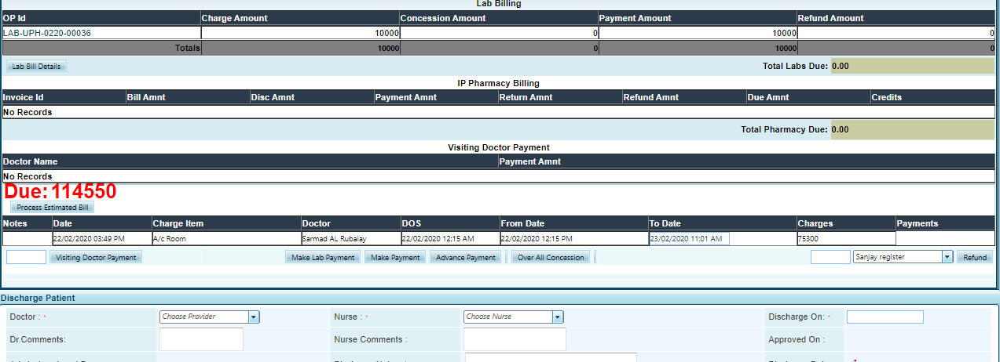 Lab Billing
OP Id Charge Amount Concession Amount Payment Amount Refund Amount
LAB-UPH-0220-00036 10000 0 10000 0
Totals 10000 0 10000 0
Lab Bill Details Total Labs Due: 0.00
IP Pharmacy Billing
Invoice Id Bill Amnt Disc Amnt Payment Amnt Return Amnt Refund Amnt Due Amnt Credits
No Records
Total Pharmacy Due: 0.00
Visiting Doctor Payment
Doctor Name Payment Amnt
No Records
Due: 114550
Process Estimated Bill
Notes Date Charge Item Doctor DOS From Date To Date Charges Payments
22/02/2020 03:49 PM A/c Room Sarmad AL Rubaiay 22/02/2020 12:15 AM 22/02/2020 12:15 PM 23/02/2020 11:01 AM 75300
Visiting Doctor Payment Make Lab Payment Make Payment Advance Payment Over All Concession Sanjay register Refund
Discharge Patient
Doctor : * Choose Provider Nurse : * Choose Nurse Discharge On: *
Dr.Comments: Nurse Comments : Approved On :